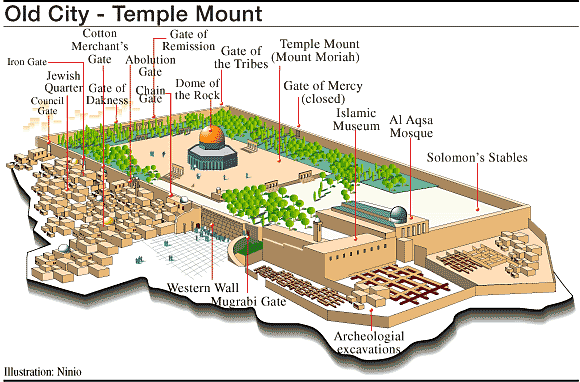 Old City - Temple Mount
Cotton
Merchant's
Gate
Gate of
Remission
Iron Gate
Abolution
Gate
Gate of
the Tribes
Temple Mount
(Mount Moriah)
Jewish
Quarter
Gate of
Dakness
Chain
Gate
Dome of
the Rock
Gate of Mercy
(closed)
Council
Gate
Islamic
Museum
Al Aqsa
Mosque
Solomon's Stables
Western Wall
Mugrabi Gate
Archeologial
excavations
Illustration: Ninio